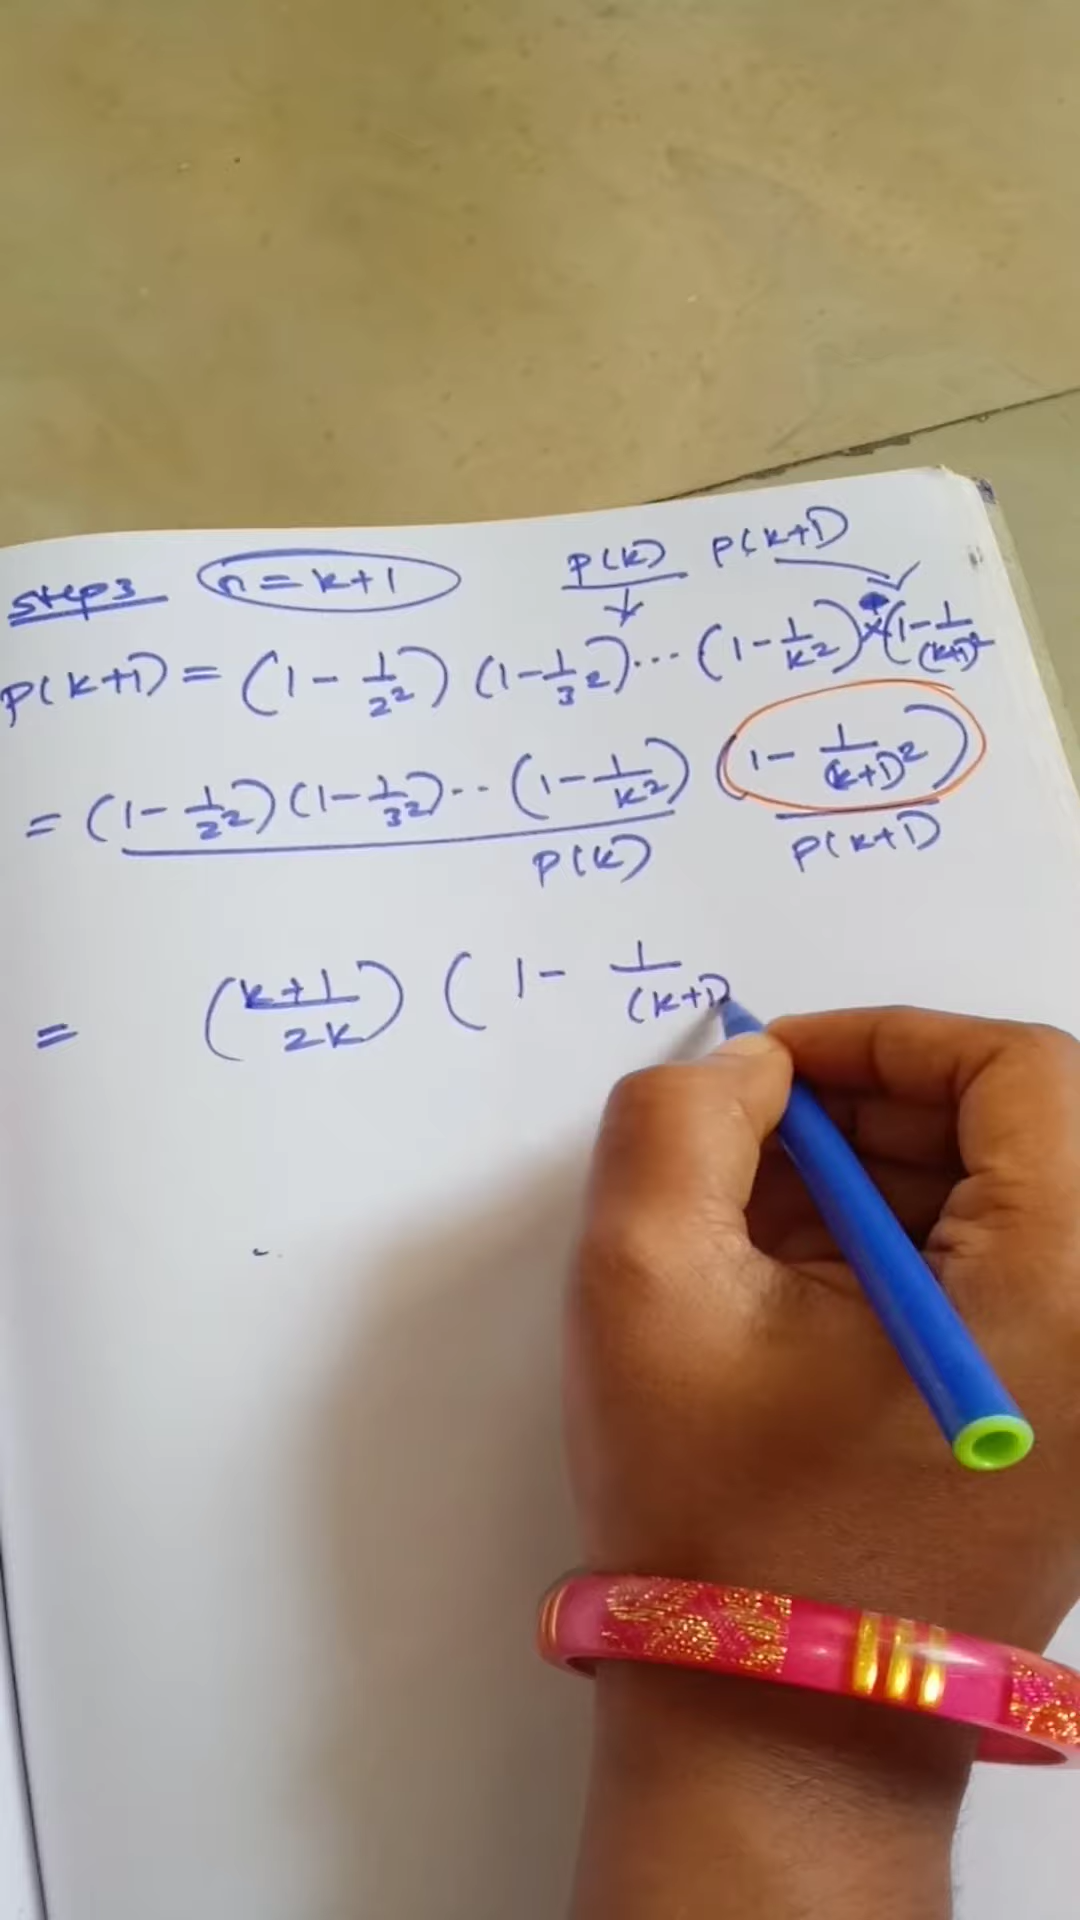 step3 n = k+1 P(k) P(k+1)
P(k+1) = (1 - 1/2²) (1 - 1/3²) ... (1 - 1/k²) × (1 - 1/(k+1)²
= (1 - 1/2²) (1 - 1/3²) .. (1 - 1/k²) (1 - 1/(k+1)²)
P(k) P(k+1)
= (k+1/2k) (1 - 1/(k+1)